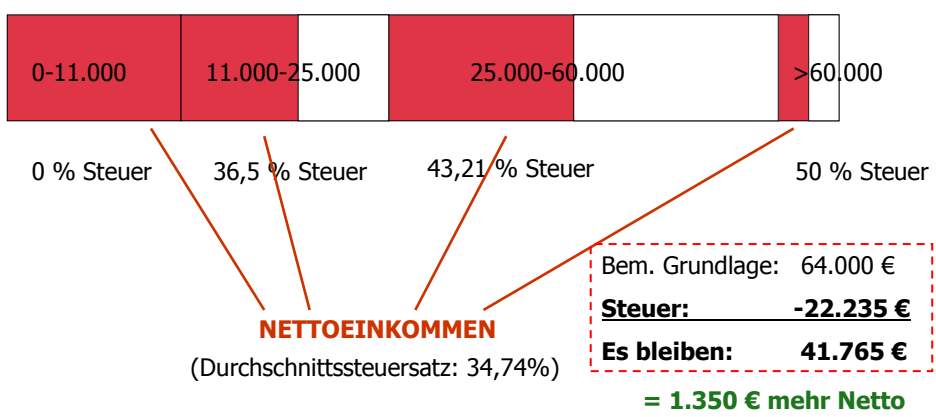 0-11.000 11.000-25.000 25.000-60.000 >60.000
0 % Steuer 36,5 % Steuer 43,21 % Steuer 50 % Steuer
NETTOEINKOMMEN
(Durchschnittssteuersatz: 34,74%)
Bem. Grundlage: 64.000 €
Steuer: -22.235 €
Es bleiben: 41.765 €
= 1.350 € mehr Netto